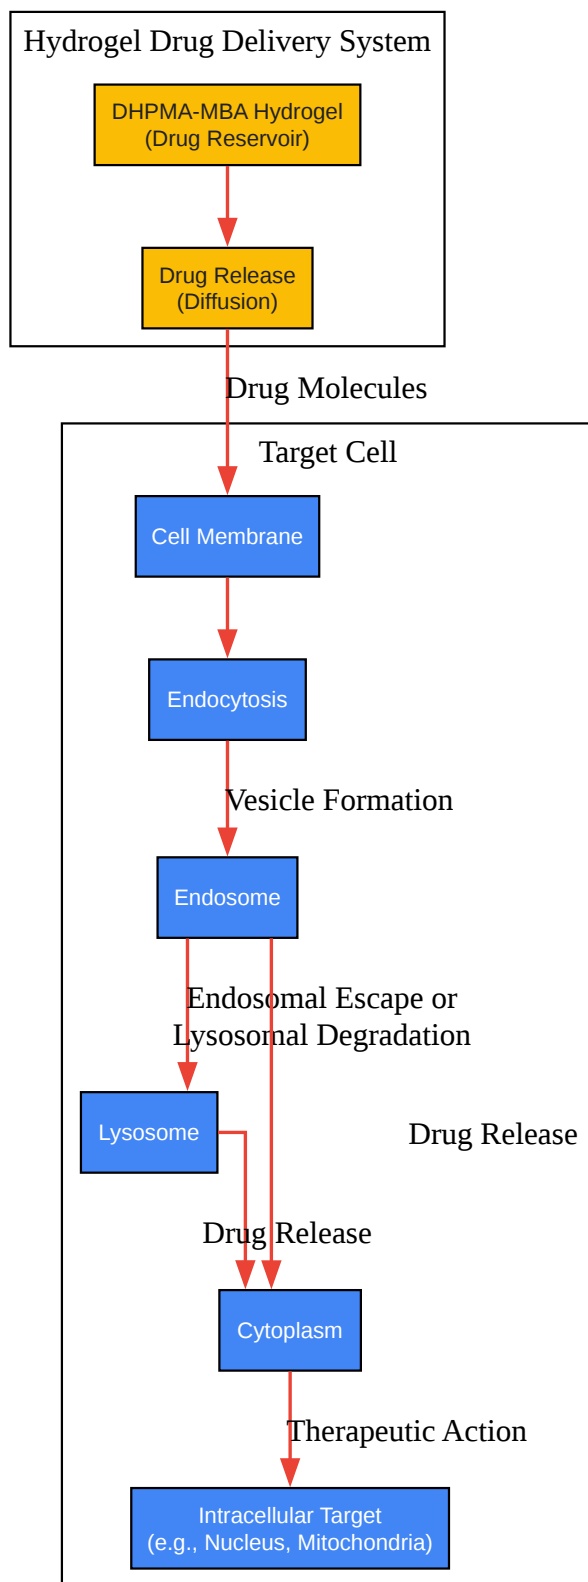 Hydrogel Drug Delivery System
DHPMA-MBA Hydrogel
(Drug Reservoir)
Drug Release
(Diffusion)
Drug Molecules
Target Cell
Cell Membrane
Endocytosis
Vesicle Formation
Endosome
Endosomal Escape or
Lysosomal Degradation
Lysosome
Drug Release
Drug Release
Cytoplasm
Therapeutic Action
Intracellular Target
(e.g., Nucleus, Mitochondria)